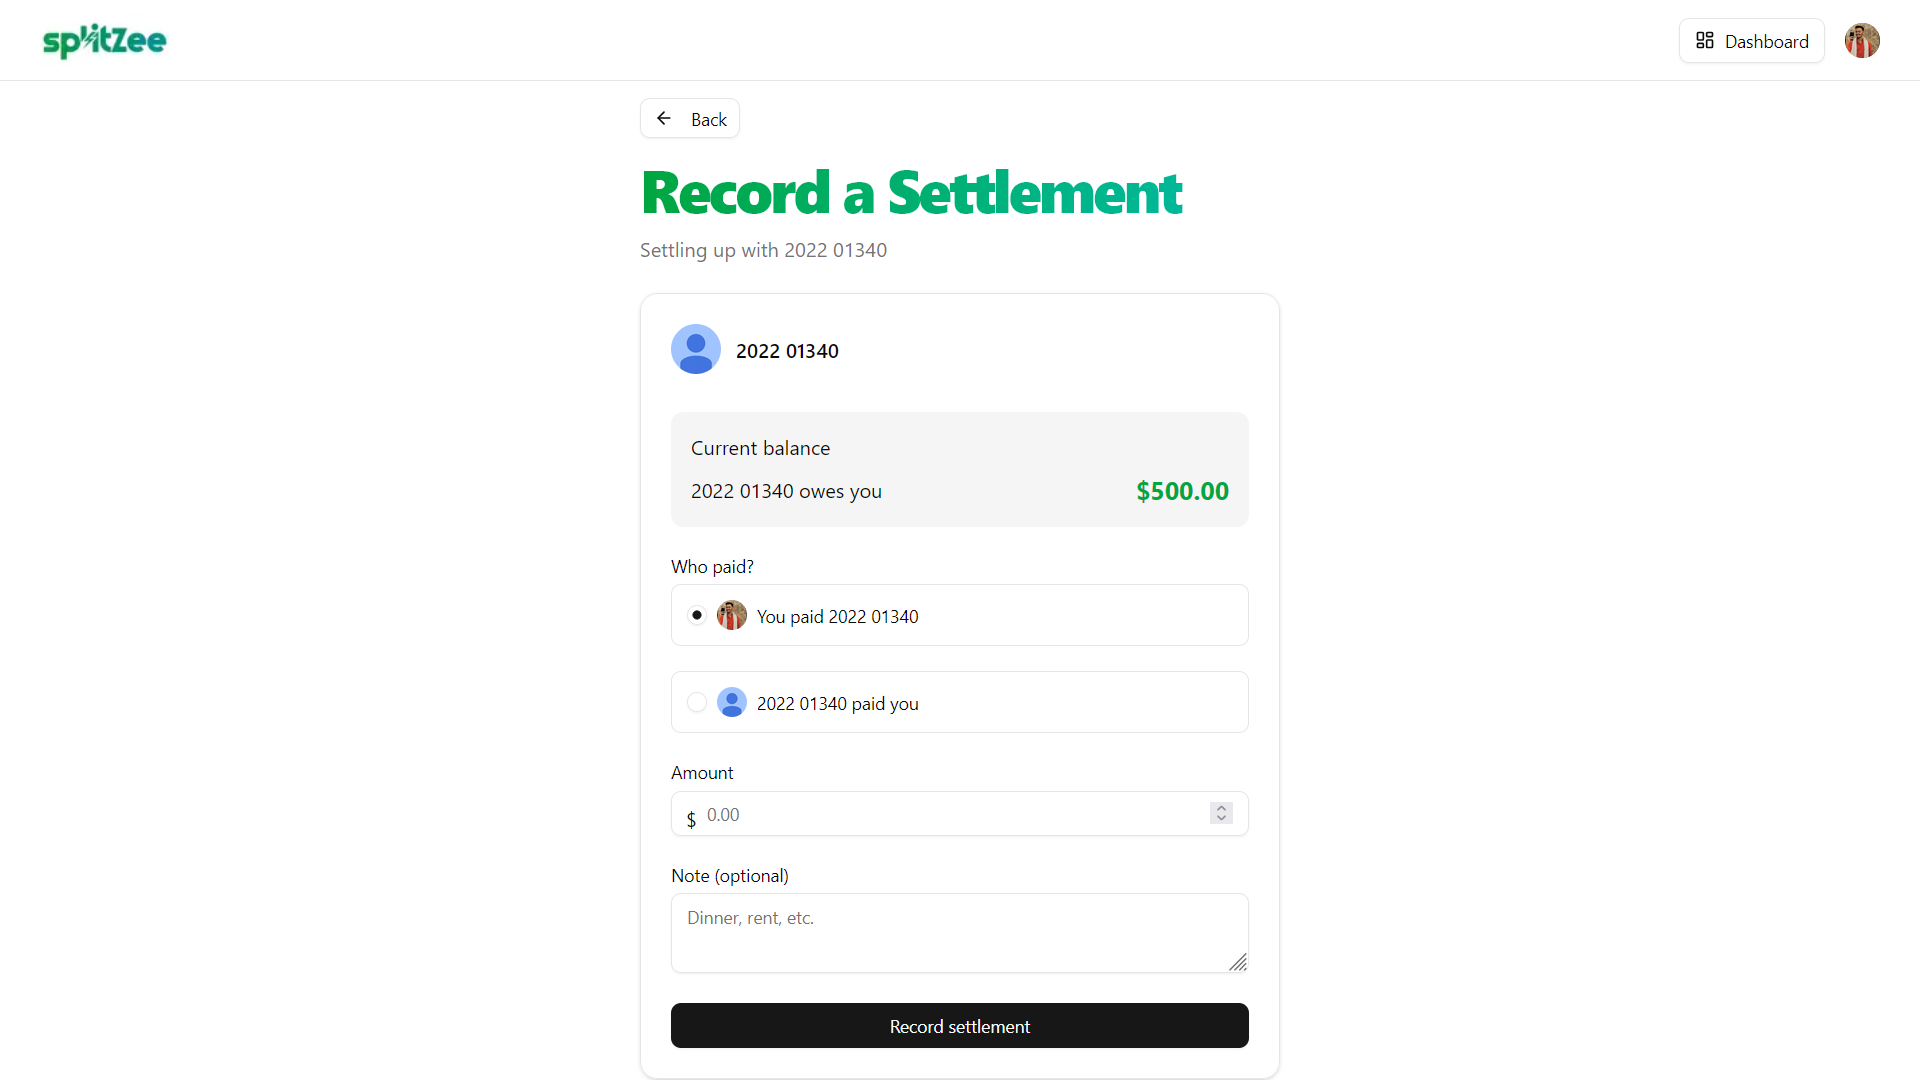 splitZee
Dashboard
Back
Record a Settlement
Settling up with 2022 01340
2022 01340
Current balance
2022 01340 owes you
$500.00
Who paid?
You paid 2022 01340
2022 01340 paid you
Amount
$ 0.00
Note (optional)
Dinner, rent, etc.
Record settlement